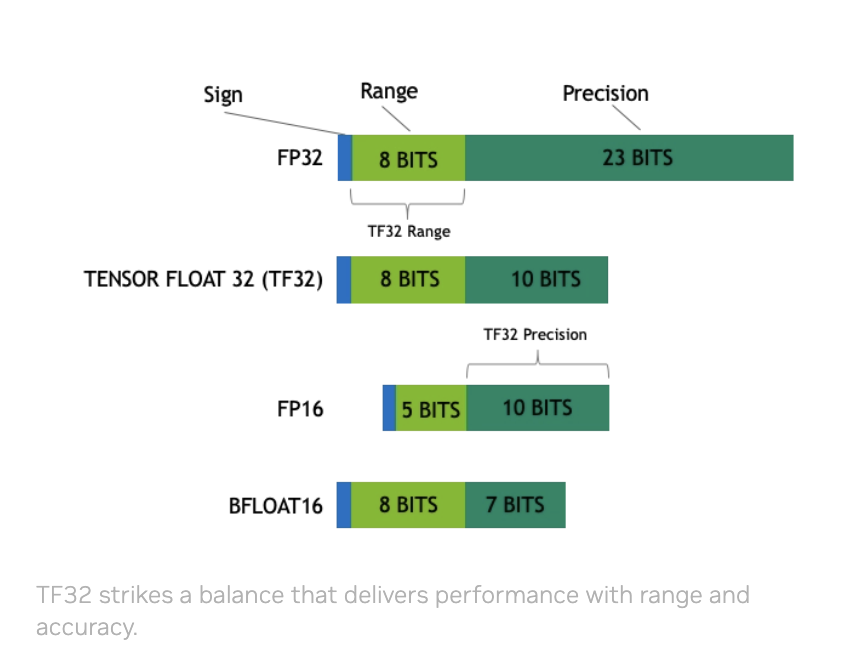 Sign
Range
Precision
FP32
8 BITS
23 BITS
TF32 Range
TENSOR FLOAT 32 (TF32)
8 BITS
10 BITS
TF32 Precision
FP16
5 BITS
10 BITS
BFLOAT16
8 BITS
7 BITS
TF32 strikes a balance that delivers performance with range and
accuracy.